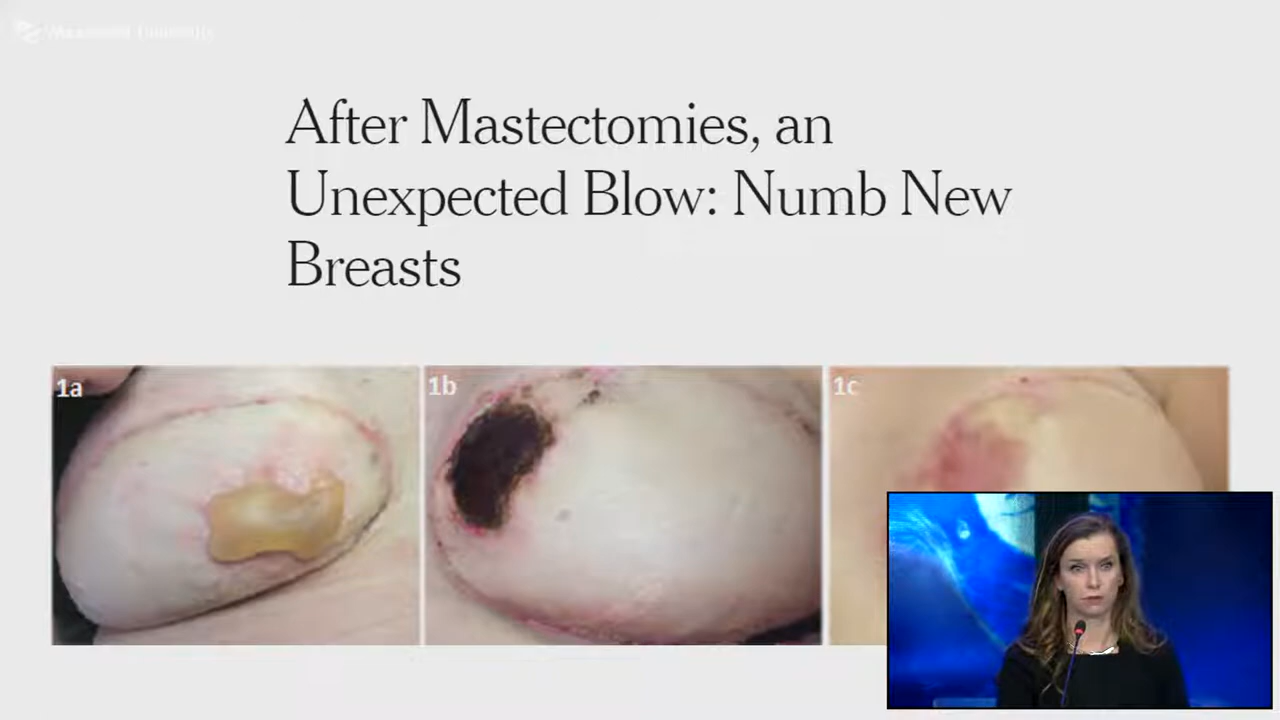 After Mastectomies, an
Unexpected Blow: Numb New
Breasts
1a
1b
1c